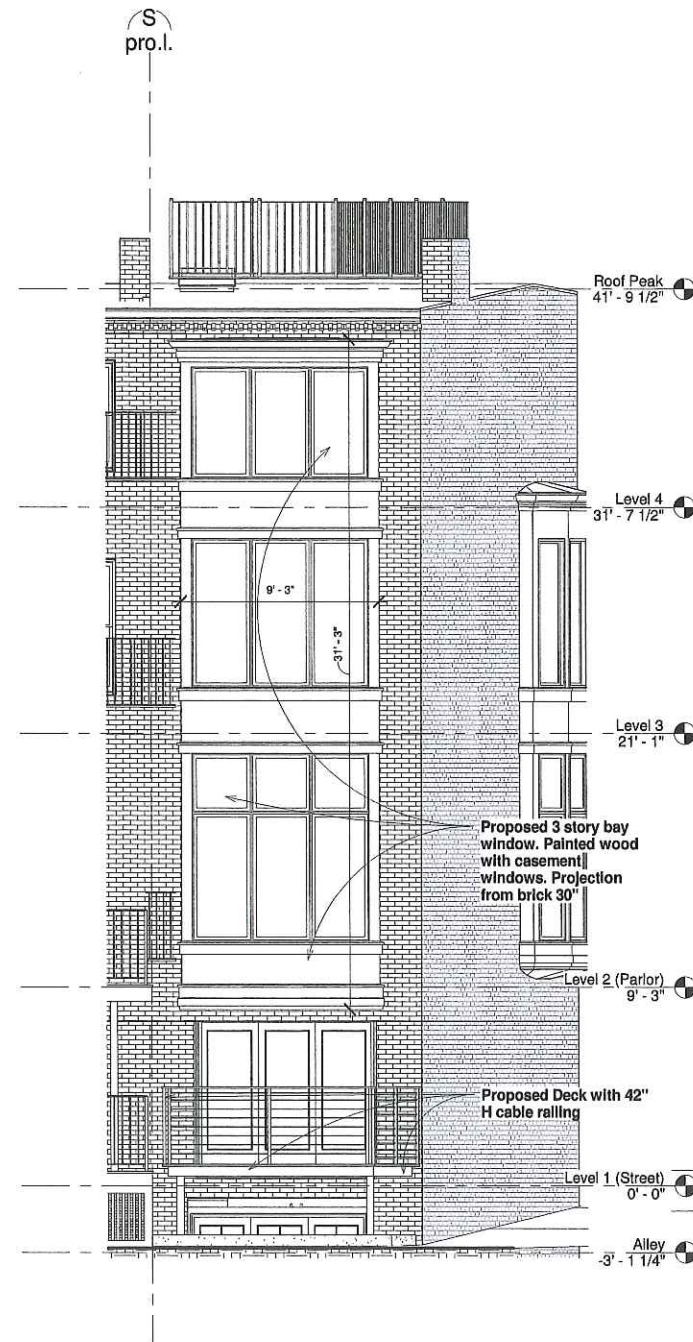 S
pro.l.
Roof Peak
41' - 9 1/2"
Level 4
31' - 7 1/2"
9' - 3"
31' - 3"
Level 3
21' - 1"
Proposed 3 story bay
window. Painted wood
with casement
windows. Projection
from brick 30"
Level 2 (Parlor)
9' - 3"
Proposed Deck with 42"
H cable railing
Level 1 (Street)
0' - 0"
Alley
-3' - 1 1/4"